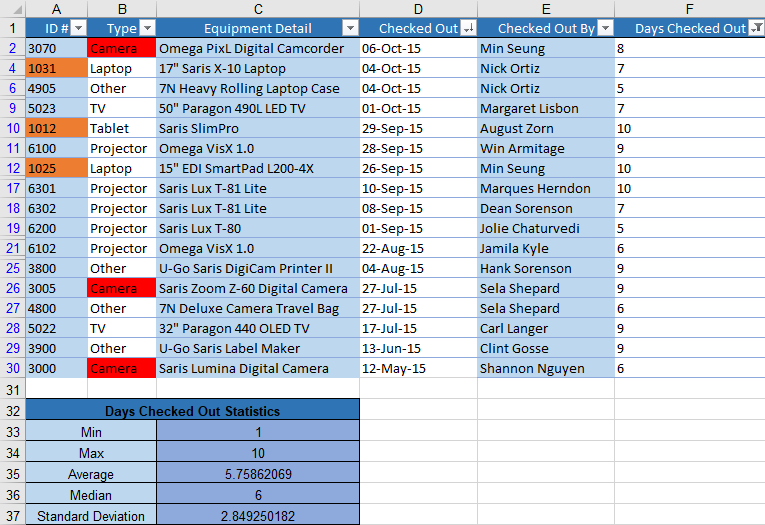 A B C D E F
1 ID # Type Equipment Detail Checked Out Checked Out By Days Checked Out
2 3070 Camera Omega PixL Digital Camcorder 06-Oct-15 Min Seung 8
4 1031 Laptop 17" Saris X-10 Laptop 04-Oct-15 Nick Ortiz 7
6 4905 Other 7N Heavy Rolling Laptop Case 04-Oct-15 Nick Ortiz 5
9 5023 TV 50" Paragon 490L LED TV 01-Oct-15 Margaret Lisbon 7
10 1012 Tablet Saris SlimPro 29-Sep-15 August Zorn 10
11 6100 Projector Omega VisX 1.0 28-Sep-15 Win Armitage 9
12 1025 Laptop 15" EDI SmartPad L200-4X 26-Sep-15 Min Seung 10
17 6301 Projector Saris Lux T-81 Lite 10-Sep-15 Marques Herndon 10
18 6302 Projector Saris Lux T-81 Lite 08-Sep-15 Dean Sorenson 7
19 6200 Projector Saris Lux T-80 01-Sep-15 Jolie Chaturvedi 5
21 6102 Projector Omega VisX 1.0 22-Aug-15 Jamila Kyle 6
25 3800 Other U-Go Saris DigiCam Printer II 04-Aug-15 Hank Sorenson 9
26 3005 Camera Saris Zoom Z-60 Digital Camera 27-Jul-15 Sela Shepard 9
27 4800 Other 7N Deluxe Camera Travel Bag 27-Jul-15 Sela Shepard 6
28 5022 TV 32" Paragon 440 OLED TV 17-Jul-15 Carl Langer 9
29 3900 Other U-Go Saris Label Maker 13-Jun-15 Clint Gosse 9
30 3000 Camera Saris Lumina Digital Camera 12-May-15 Shannon Nguyen 6
31
32 Days Checked Out Statistics
33 Min 1
34 Max 10
35 Average 5.75862069
36 Median 6
37 Standard Deviation 2.849250182